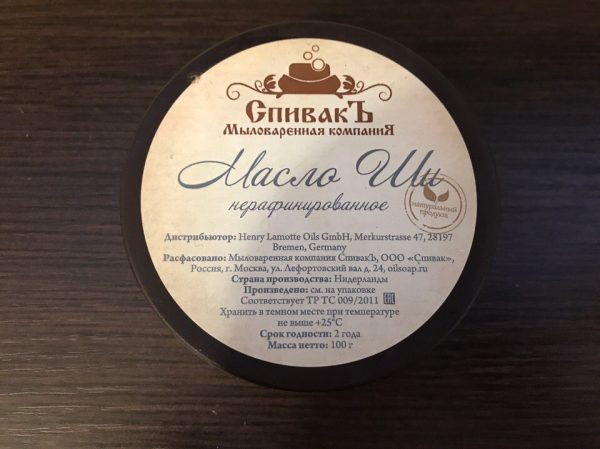 СпивакЪ
Мыловаренная компаниЯ
Масло Ши
нерафинированное
натуральный
продукт
Дистрибьютор: Henry Lamotte Oils GmbH, Merkurstrasse 47, 28197
Bremen, Germany
Расфасовано: Мыловаренная компания СпивакЪ, ООО «Спивак»,
Россия, г. Москва, ул. Лефортовский вал д. 24, oilsoap.ru
Страна производства: Нидерланды
Произведено: см. на упаковке
Соответствует ТР ТС 009/2011 EAC
Хранить в темном месте при температуре
не выше +25°С
Срок годности: 2 года
Масса нетто: 100 г